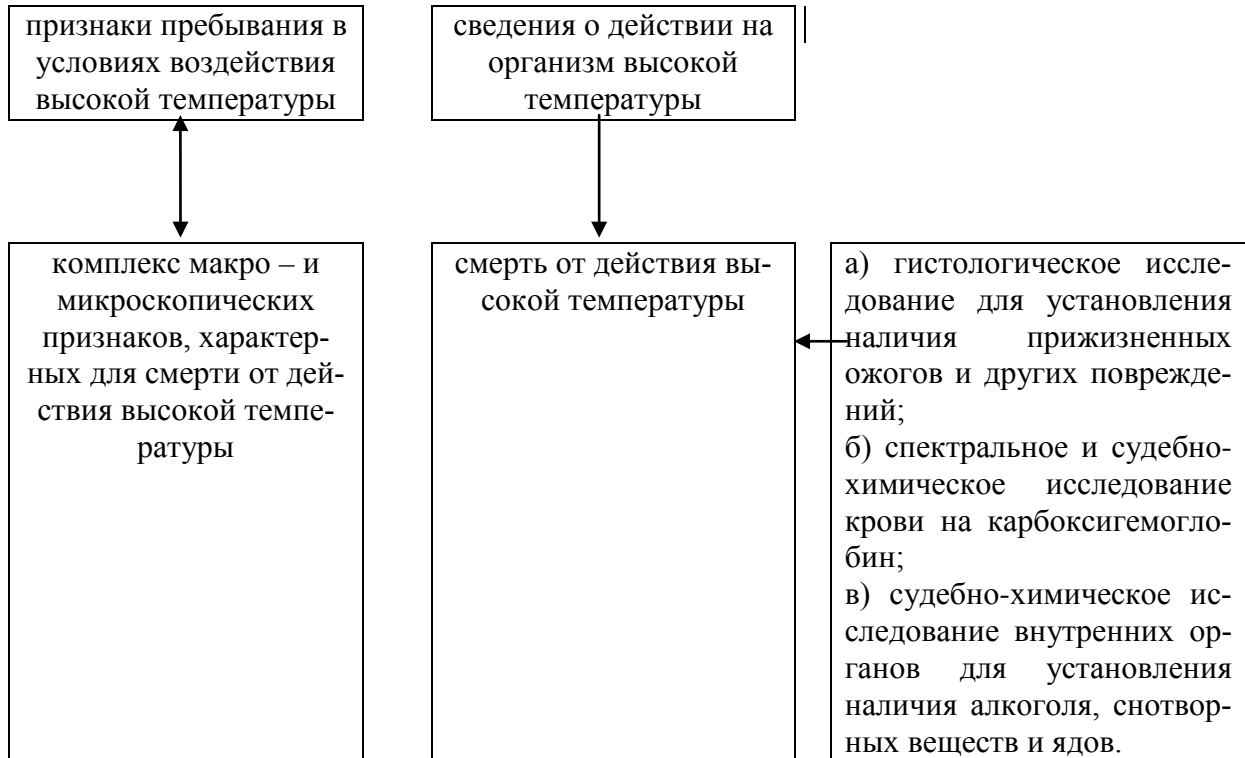 признаки пребывания в
условиях воздействия
высокой температуры
сведения о действии на
организм высокой
температуры
комплекс макро – и
микроскопических
признаков, характер-
ных для смерти от дей-
ствия высокой темпе-
ратуры
смерть от действия вы-
сокой температуры
а) гистологическое иссле-
дование для установления
наличия прижизненных
ожогов и других поврежде-
ний;
б) спектральное и судебно-
химическое исследование
крови на карбоксигемогло-
бин;
в) судебно-химическое ис-
следование внутренних ор-
ганов для установления
наличия алкоголя, снотвор-
ных веществ и ядов.